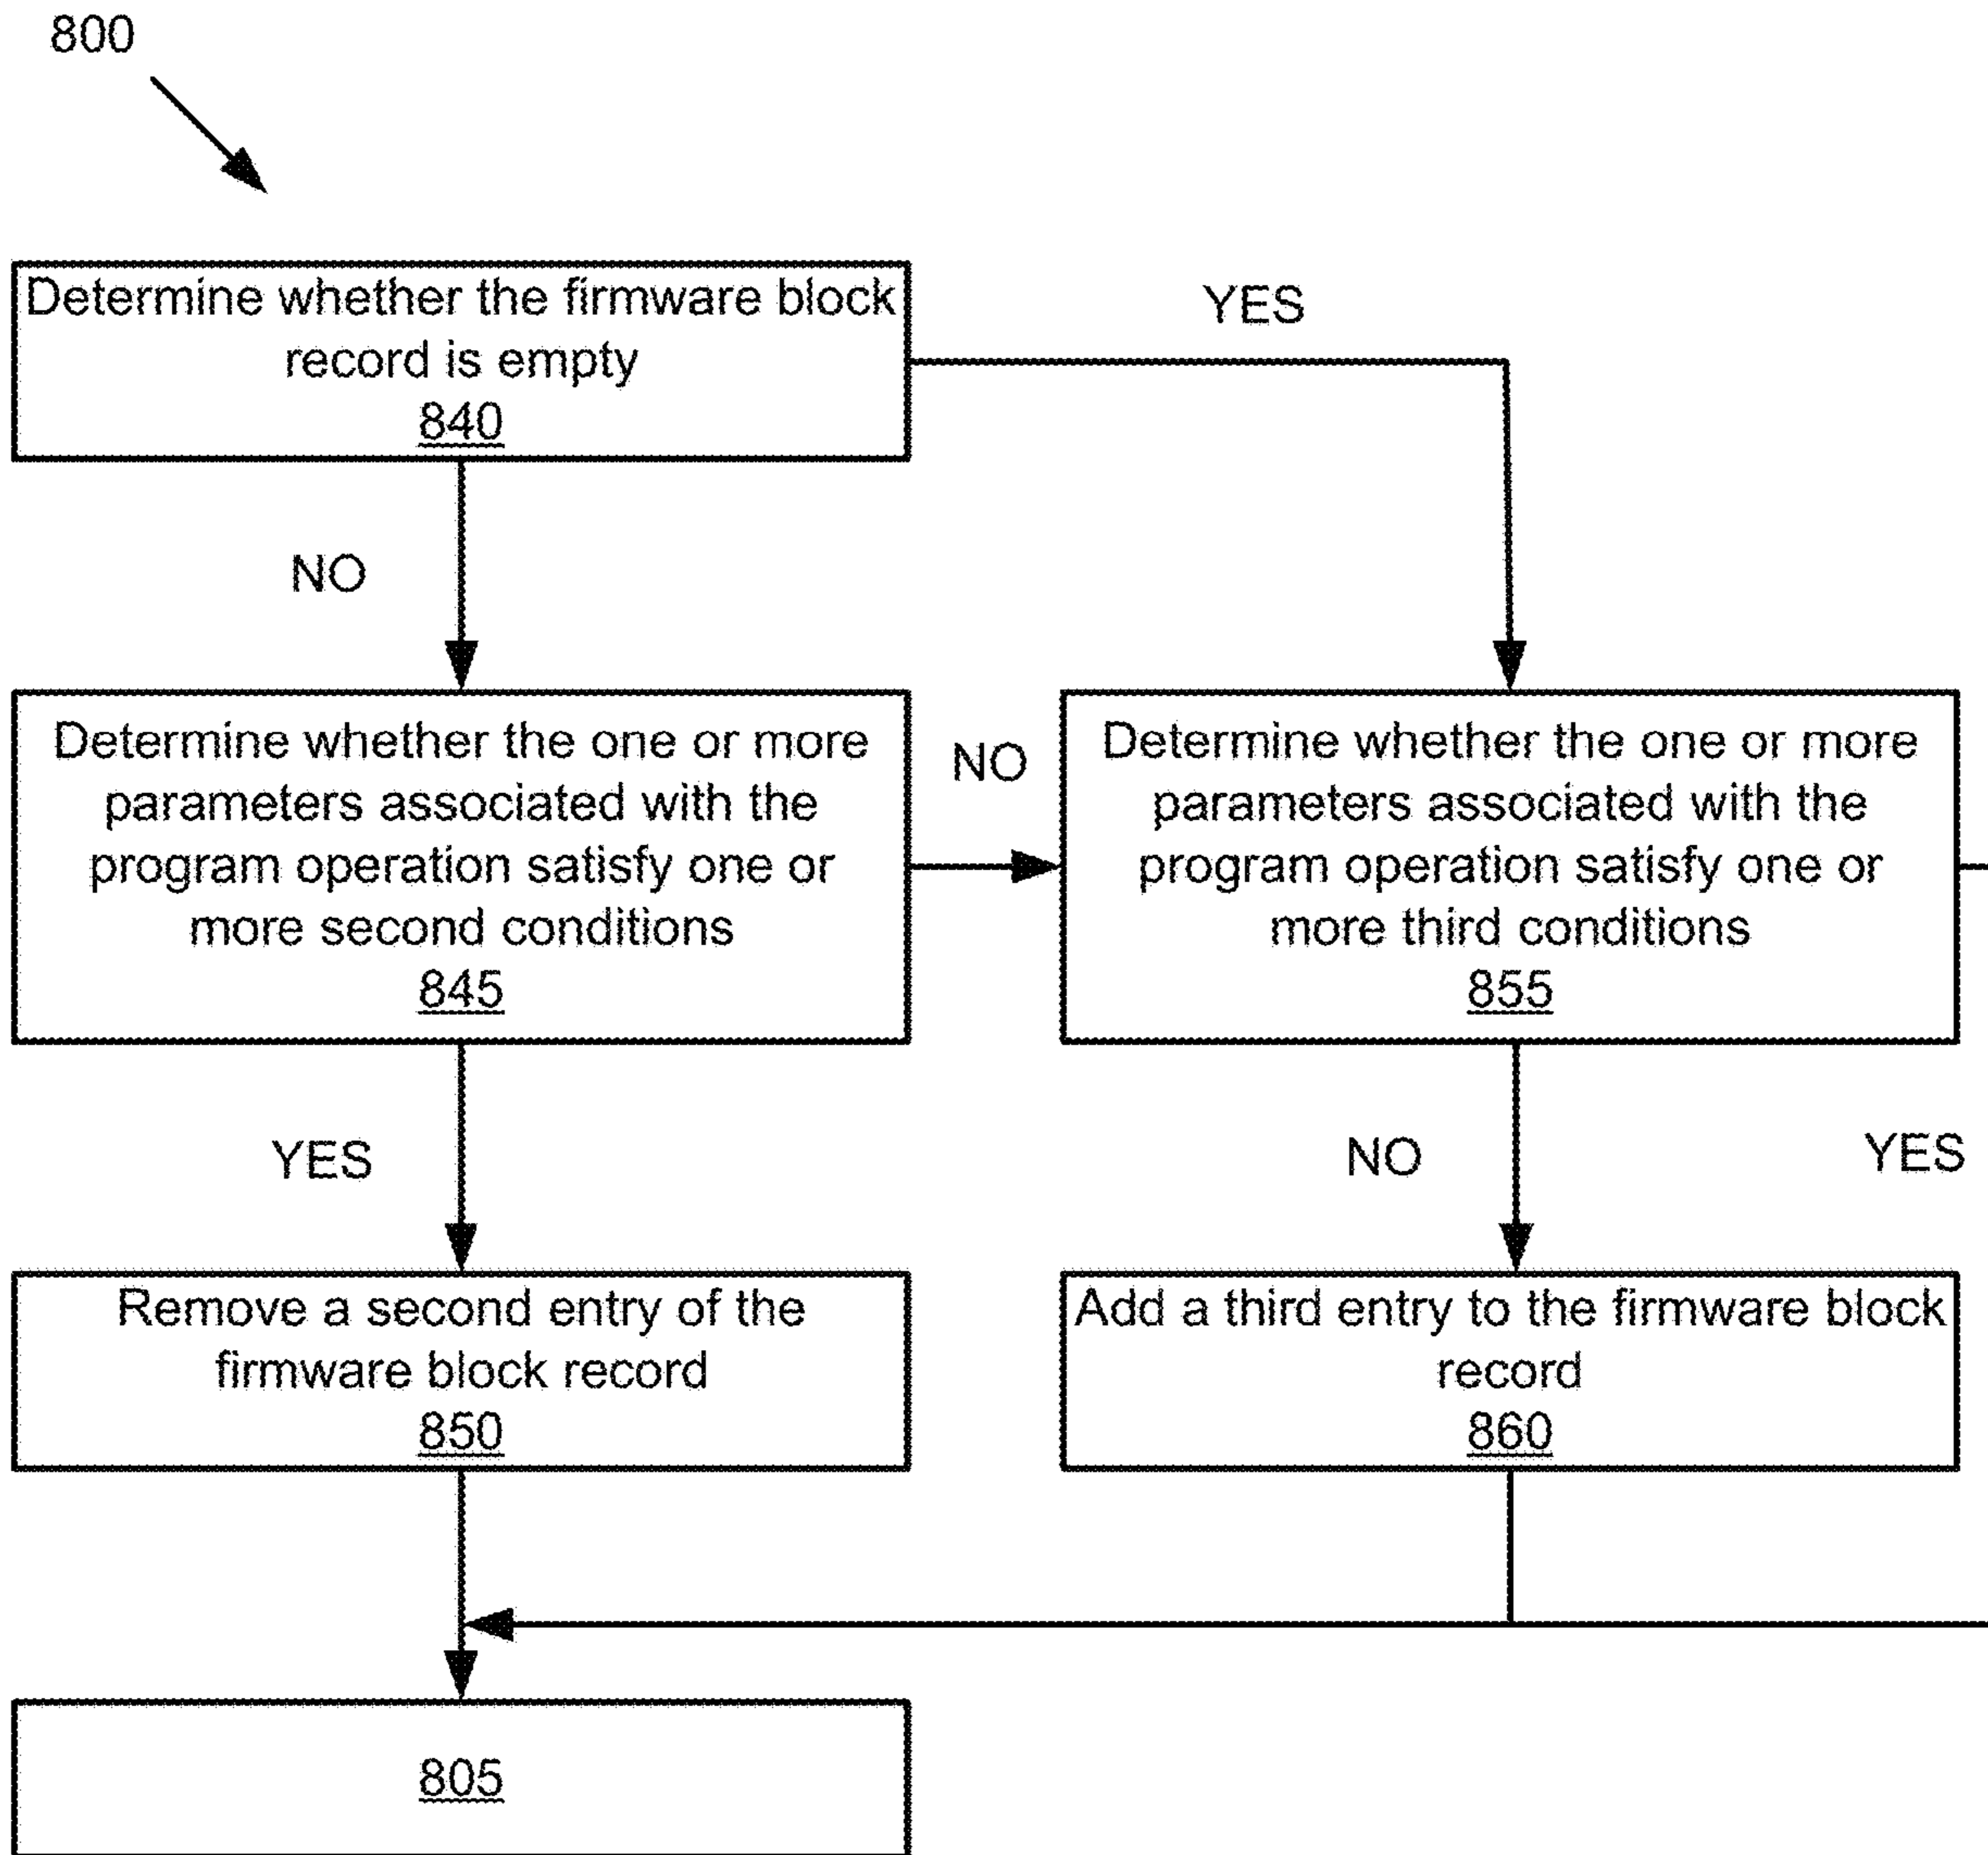 800
Determine whether the firmware block
record is empty
840
YES
NO
Determine whether the one or more
parameters associated with the
program operation satisfy one or
more second conditions
845
NO
Determine whether the one or more
parameters associated with the
program operation satisfy one or
more third conditions
855
YES
NO
YES
Remove a second entry of the
firmware block record
850
Add a third entry to the firmware block
record
860
805